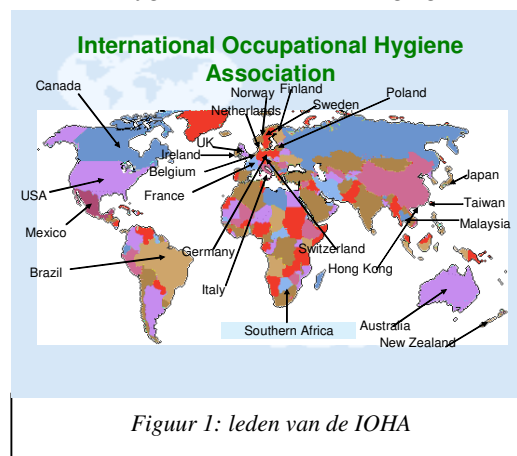 International Occupational Hygiene
Association
Canada
Norway
Finland
Poland
Netherlands
Sweden
UK
Ireland
Belgium
France
USA
Mexico
Brazil
Germany
Italy
Switzerland
Hong Kong
Japan
Taiwan
Malaysia
Southern Africa
Australia
New Zealand
Figuur 1: leden van de IOHA